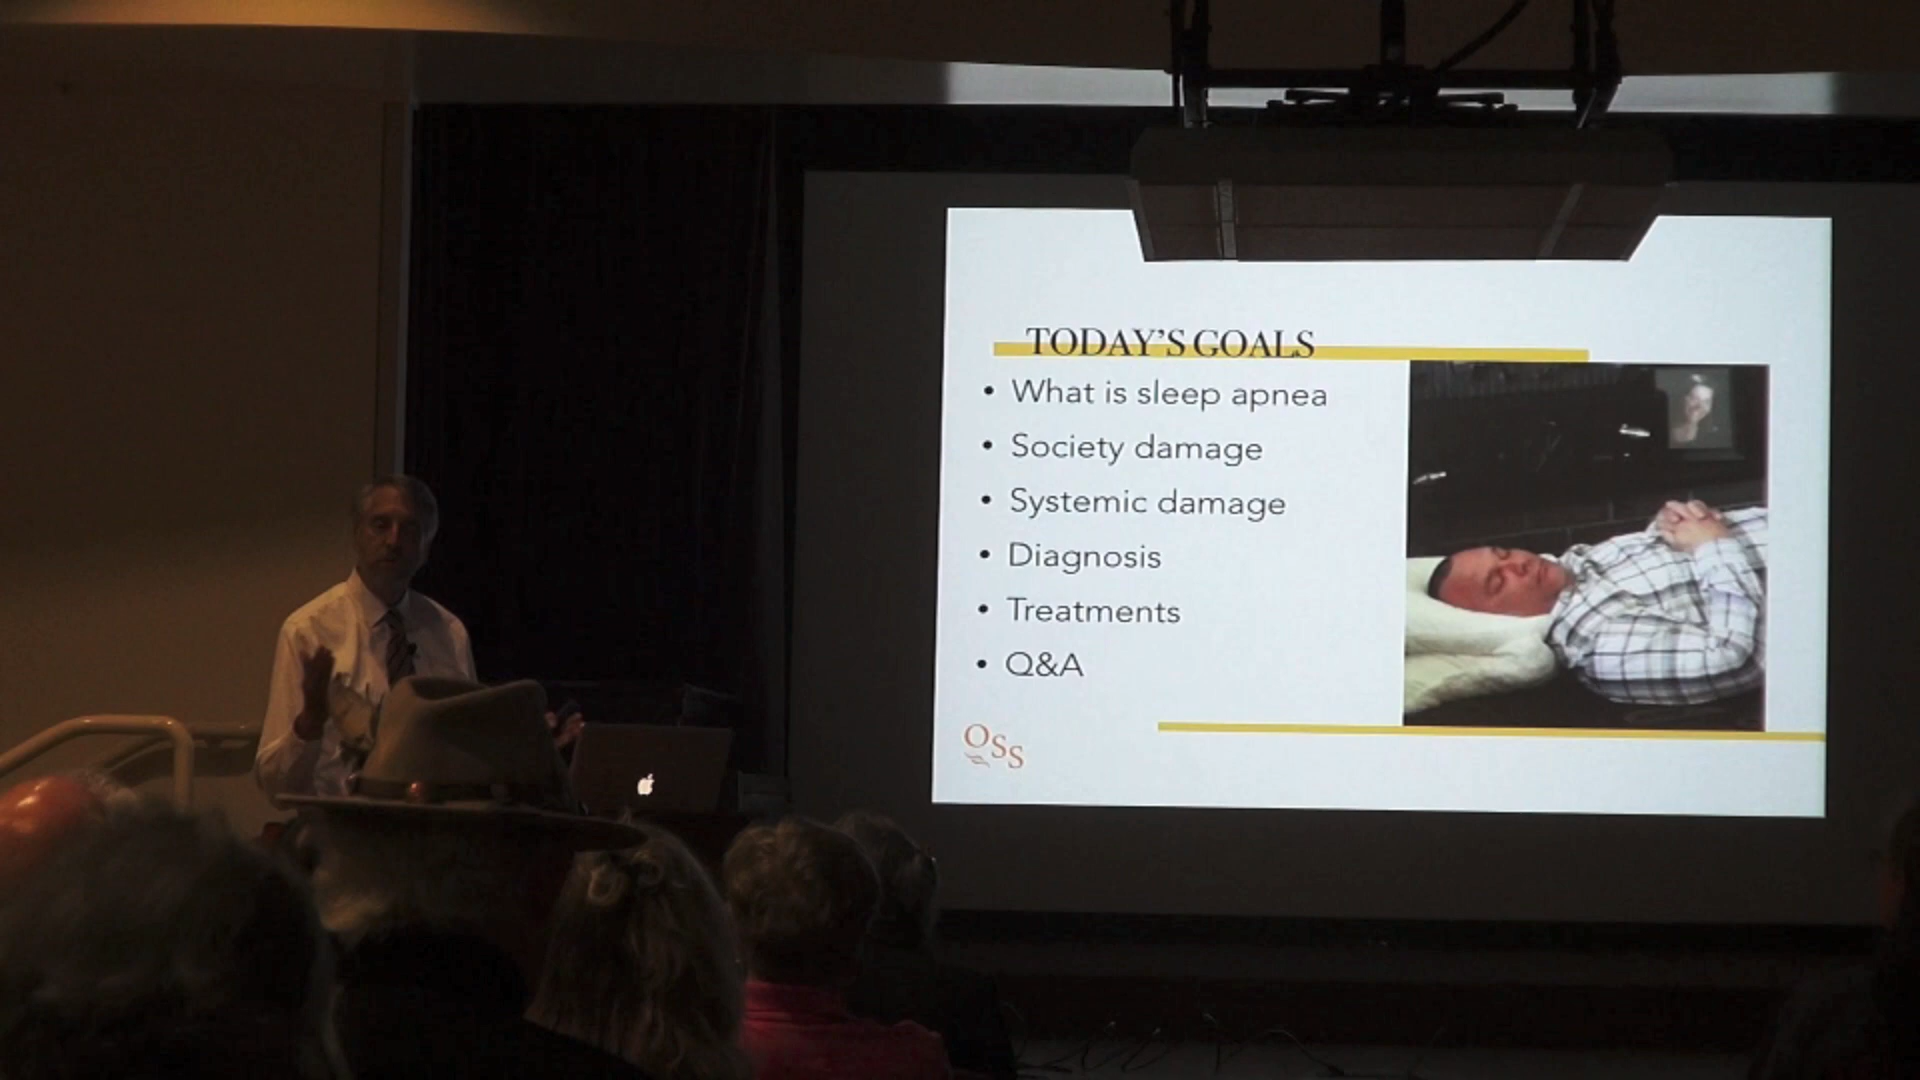 TODAY'S GOALS
• What is sleep apnea
• Society damage
• Systemic damage
• Diagnosis
• Treatments
• Q&A
OSS